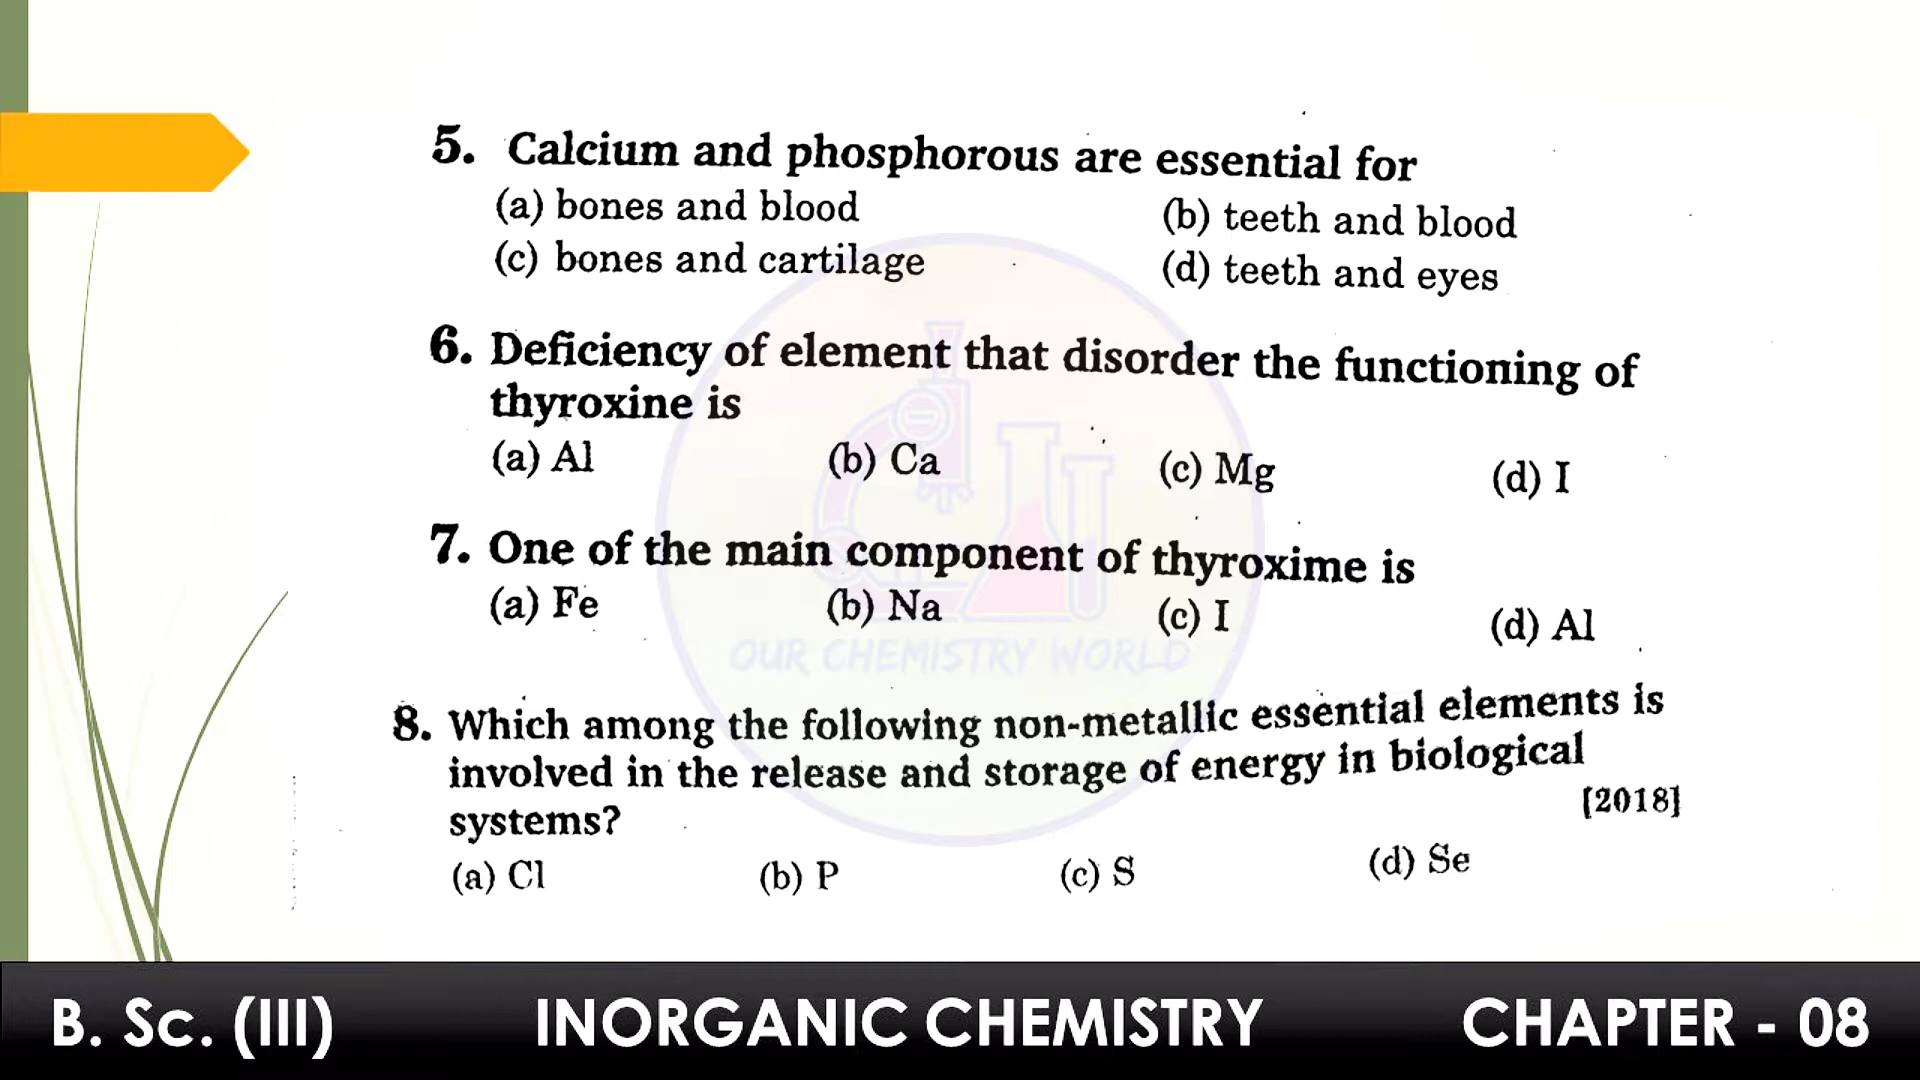 5. Calcium and phosphorous are essential for
(a) bones and blood (b) teeth and blood
(c) bones and cartilage (d) teeth and eyes
6. Deficiency of element that disorder the functioning of
thyroxine is
(a) Al (b) Ca (c) Mg (d) I
7. One of the main component of thyroxime is
(a) Fe (b) Na (c) I (d) Al
OUR CHEMISTRY WORLD
8. Which among the following non-metallic essential elements is
involved in the release and storage of energy in biological
systems? [2018]
(a) Cl (b) P (c) S (d) Se
B. Sc. (III) INORGANIC CHEMISTRY CHAPTER - 08